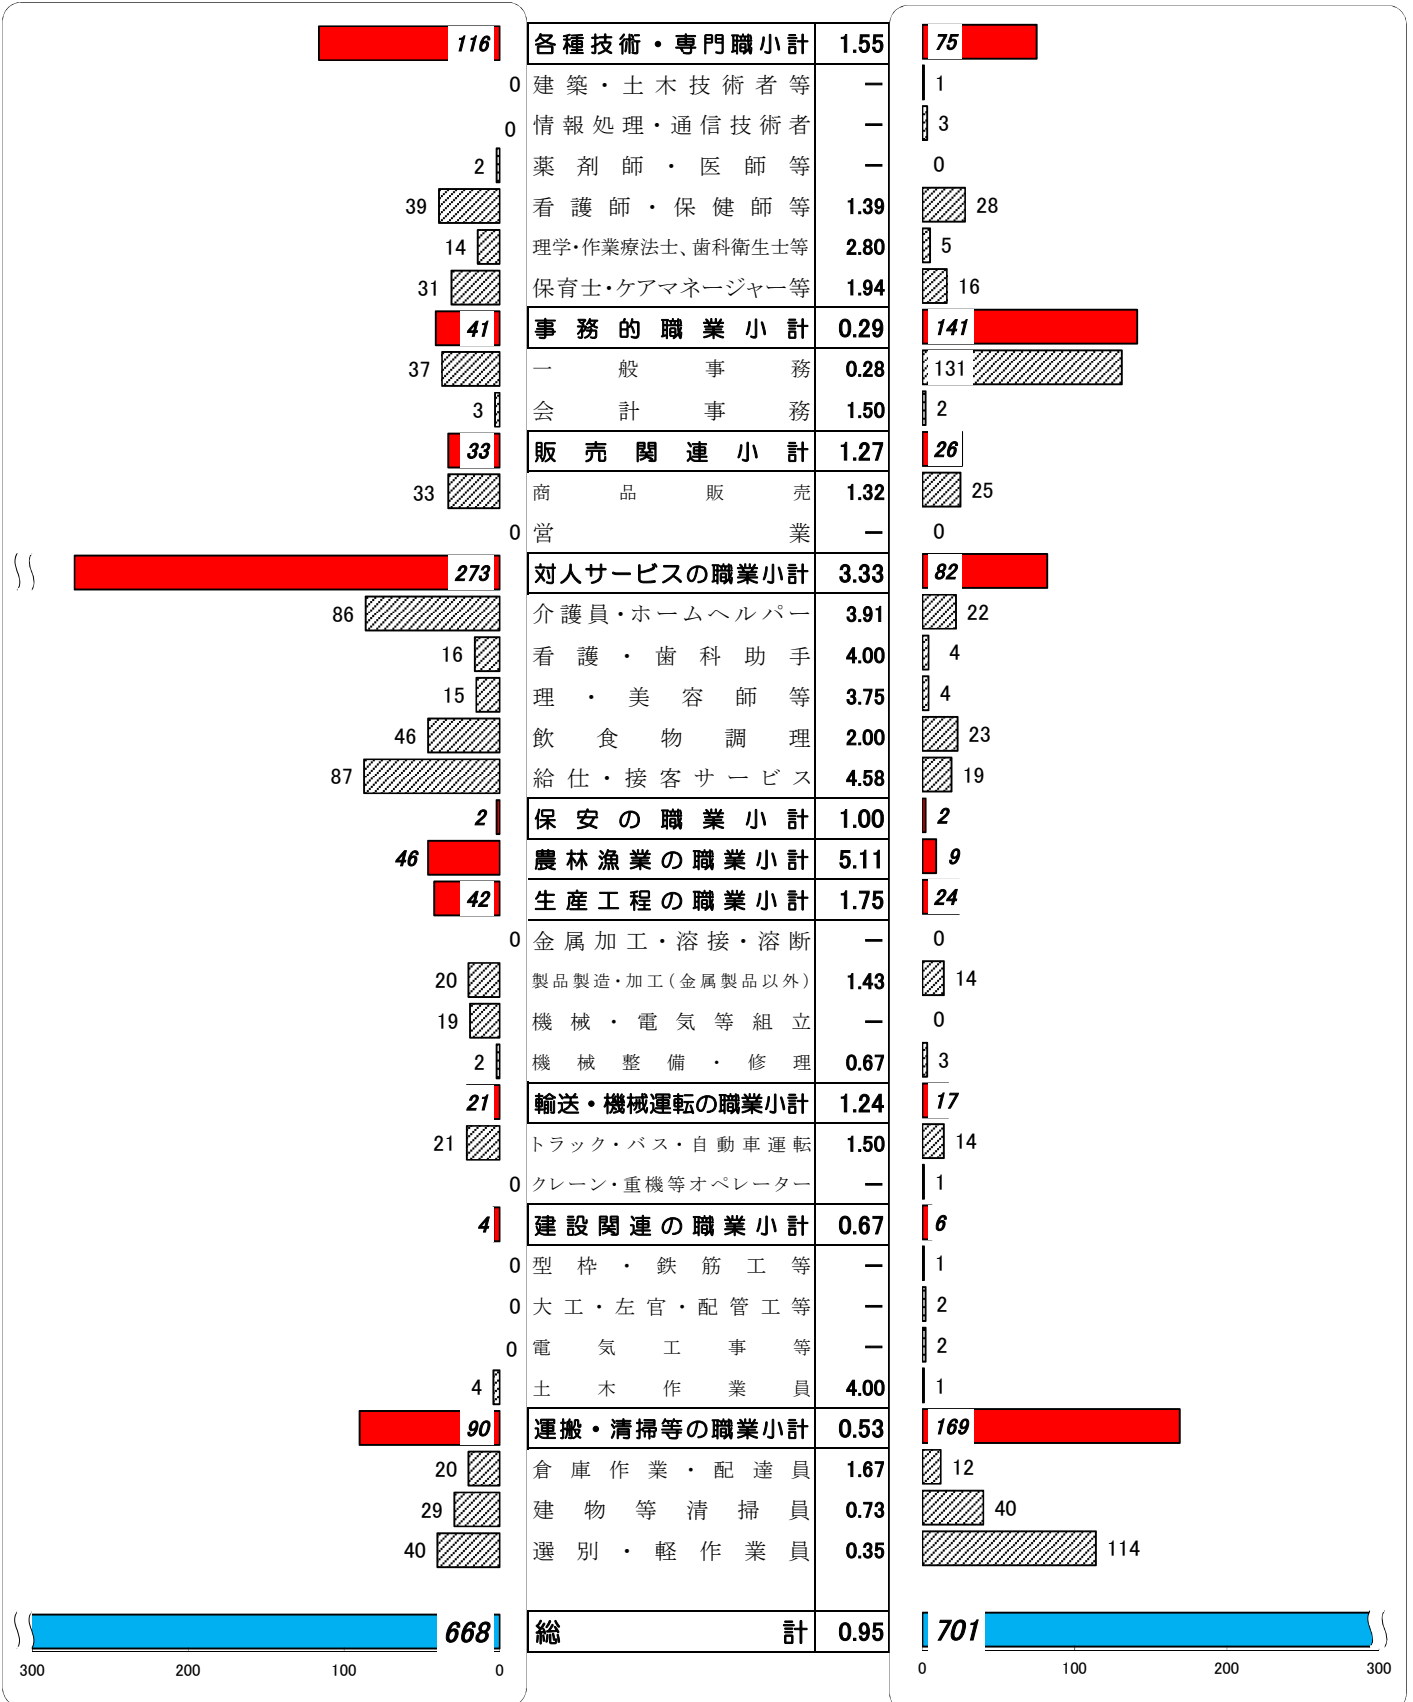 116 各種技術・専門職小計 1.55 75
0 建築・土木技術者等 ― 1
0 情報処理・通信技術者 ― 3
2 薬剤師・医師等 ― 0
39 看護師・保健師等 1.39 28
14 理学・作業療法士、歯科衛生士等 2.80 5
31 保育士・ケアマネージャー等 1.94 16
41 事務的職業小計 0.29 141
37 一般事務 0.28 131
3 会計事務 1.50 2
33 販売関連小計 1.27 26
33 商品販売 1.32 25
0 営業 ― 0
273 対人サービスの職業小計 3.33 82
86 介護員・ホームヘルパー 3.91 22
16 看護・歯科助手 4.00 4
15 理・美容師等 3.75 4
46 飲食物調理 2.00 23
87 給仕・接客サービス 4.58 19
2 保安の職業小計 1.00 2
46 農林漁業の職業小計 5.11 9
42 生産工程の職業小計 1.75 24
0 金属加工・溶接・溶断 ― 0
20 製品製造・加工(金属製品以外) 1.43 14
19 機械・電気等組立 ― 0
2 機械整備・修理 0.67 3
21 輸送・機械運転の職業小計 1.24 17
21 トラック・バス・自動車運転 1.50 14
0 クレーン・重機等オペレーター ― 1
4 建設関連の職業小計 0.67 6
0 型枠・鉄筋工等 ― 1
0 大工・左官・配管工等 ― 2
0 電気工事等 ― 2
4 土木作業員 4.00 1
90 運搬・清掃等の職業小計 0.53 169
20 倉庫作業・配達員 1.67 12
29 建物等清掃員 0.73 40
40 選別・軽作業員 0.35 114
668 総計 0.95 701
300 200 100 0 0 100 200 300